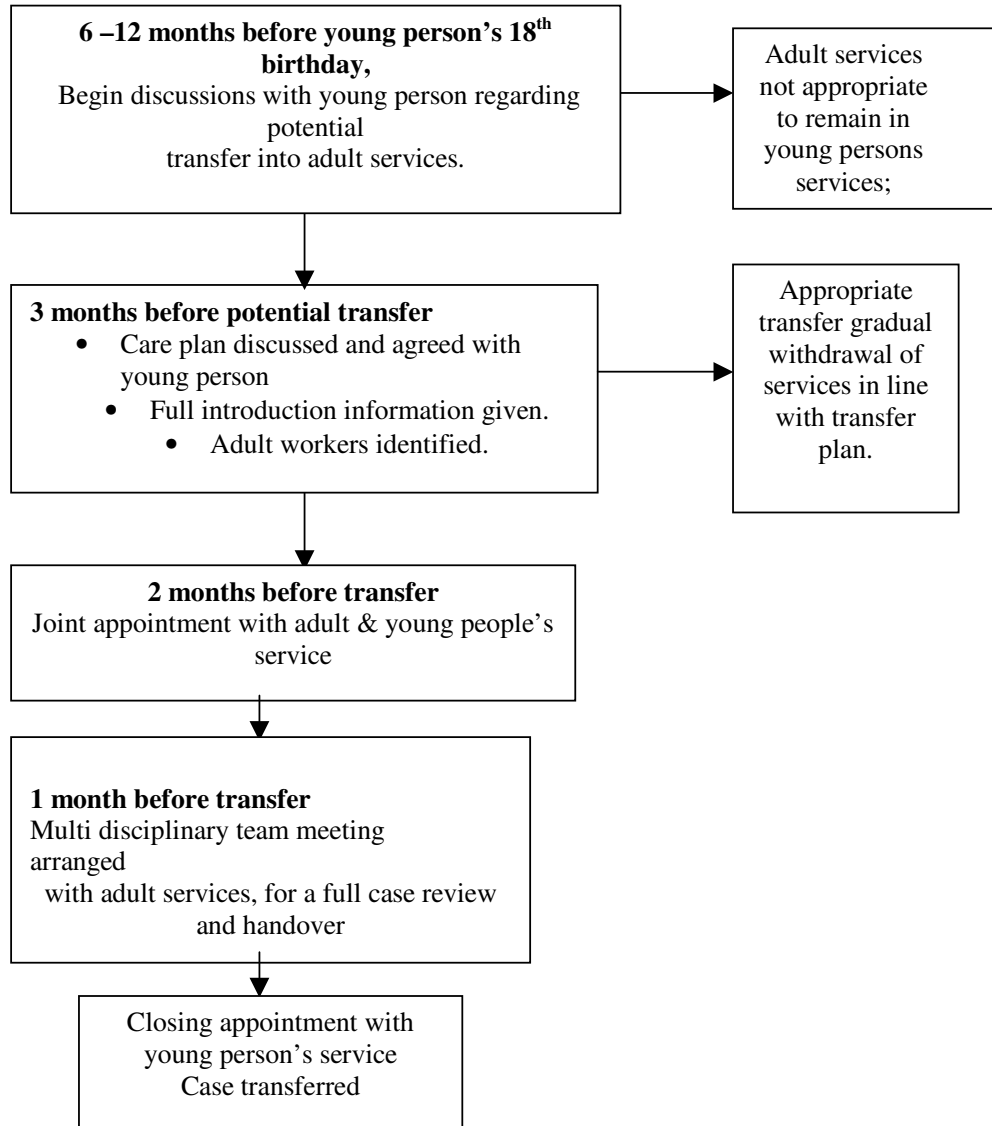 6 –12 months before young person's 18th
birthday,
Begin discussions with young person regarding
potential
transfer into adult services.
Adult services
not appropriate
to remain in
young persons
services;
3 months before potential transfer
• Care plan discussed and agreed with
young person
• Full introduction information given.
• Adult workers identified.
Appropriate
transfer gradual
withdrawal of
services in line
with transfer
plan.
2 months before transfer
Joint appointment with adult & young people's
service
1 month before transfer
Multi disciplinary team meeting
arranged
with adult services, for a full case review
and handover
Closing appointment with
young person's service
Case transferred